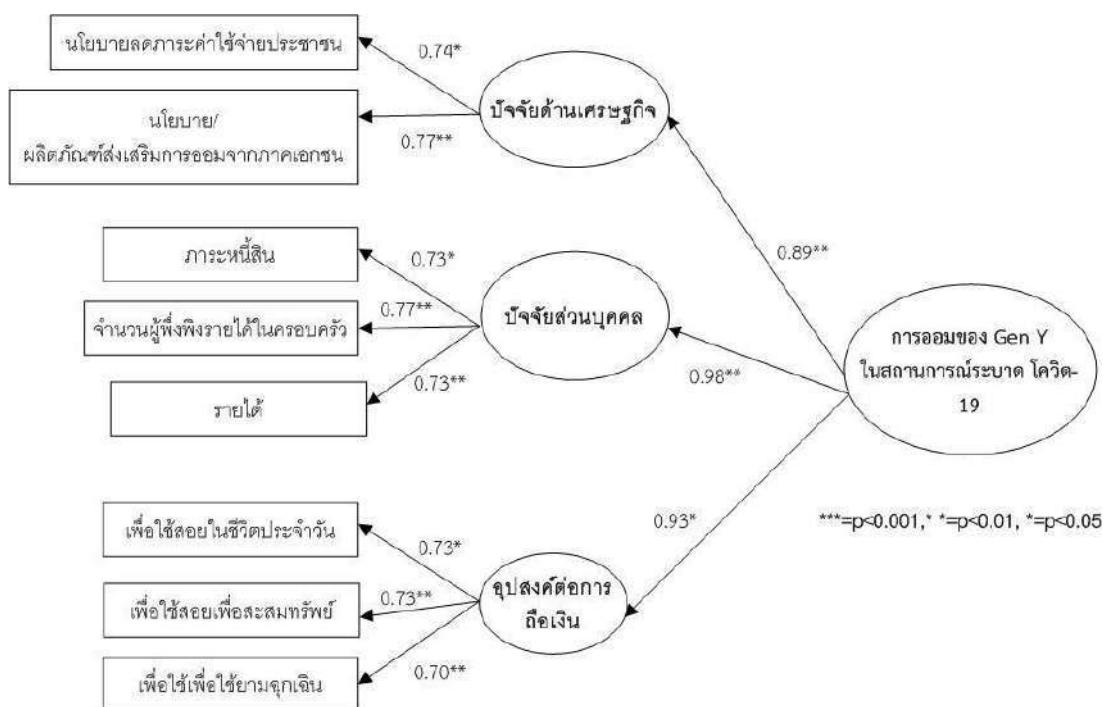 นโยบายลดภาระค่าใช้จ่ายประชาชน
0.74*
ปัจจัยด้านเศรษฐกิจ
นโยบาย/
ผลิตภัณฑ์ส่งเสริมการออมจากภาคเอกชน
0.77**
0.89**
ภาระหนี้สิน
0.73*
จำนวนผู้พึ่งพิงรายได้ในครอบครัว
0.77**
ปัจจัยส่วนบุคคล
รายได้
0.73**
0.98**
การออมของ Gen Y
ในสถานการณ์ระบาด โควิด-
19
เพื่อใช้สอยในชีวิตประจำวัน
0.73*
0.93*
***=p<0.001,* *=p<0.01, *=p<0.05
เพื่อใช้สอยเพื่อสะสมทรัพย์
0.73**
อุปสงค์ต่อการ
ถือเงิน
เพื่อใช้เพื่อใช้ยามฉุกเฉิน
0.70**